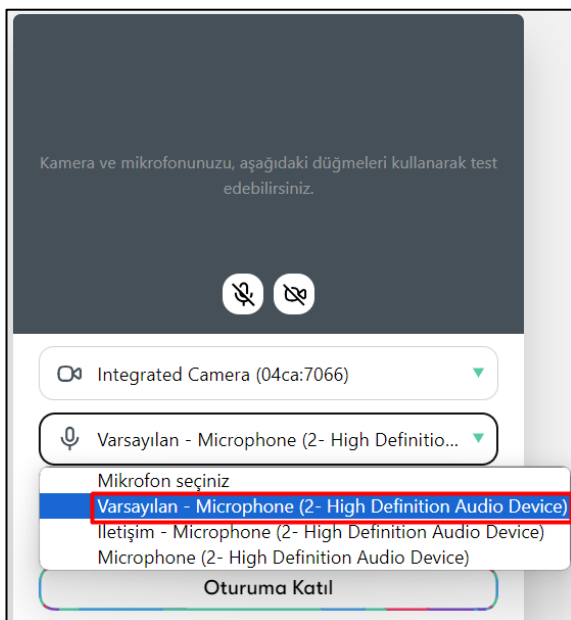 Kamera ve mikrofonunuzu, aşağıdaki düğmeleri kullanarak test
edebilirsiniz.
Integrated Camera (04ca:7066)
Varsayılan - Microphone (2- High Definitio...
Mikrofon seçiniz
Varsayılan - Microphone (2- High Definition Audio Device)
İletişim - Microphone (2- High Definition Audio Device)
Microphone (2- High Definition Audio Device)
Oturuma Katıl